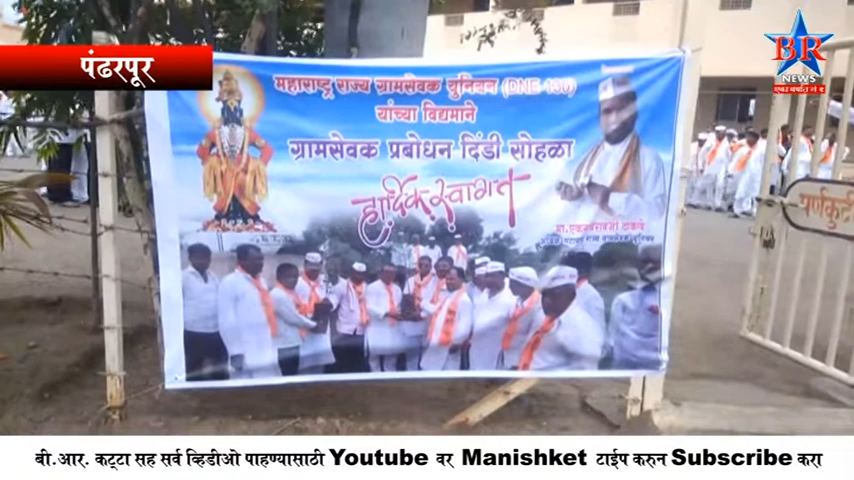 पंढरपूर
BR
NEWS
महाराष्ट्र राज्य ग्रामसेवक युनियन (DNE-136)
यांच्या विद्यमाने
ग्रामसेवक प्रबोधन दिंडी सोहळा
हार्दिक स्वागत
पर्णकुटी
बी.आर. कट्टा सह सर्व व्हिडीओ पाहण्यासाठी Youtube वर Manishket टाईप करुन Subscribe करा